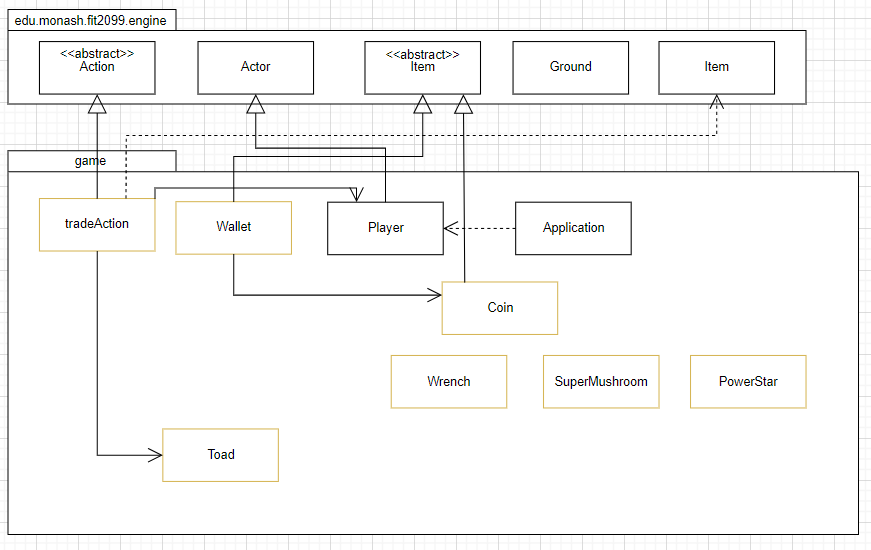 edu.monash.fit2099.engine
<<abstract>>
Action
Actor
<<abstract>>
Item
Ground
Item
game
tradeAction
Wallet
Player
Application
Coin
Wrench
SuperMushroom
PowerStar
Toad